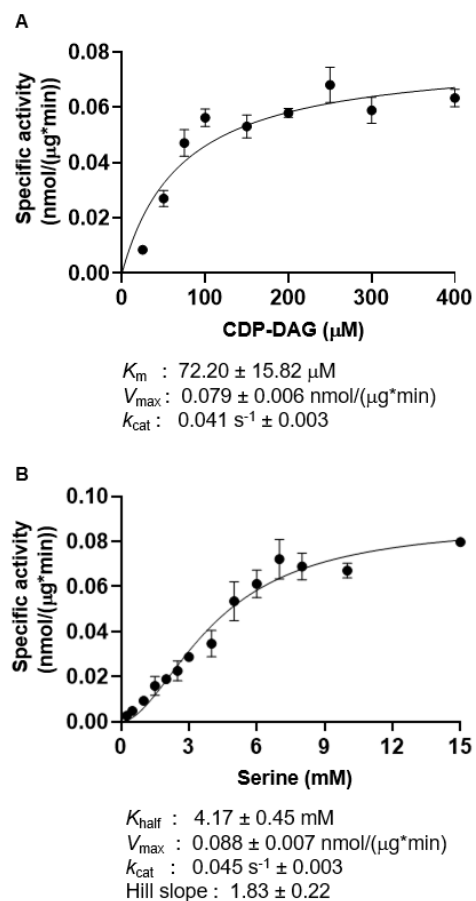 A
Specific activity
(nmol/(μg*min))
0.08
0.06
0.04
0.02
0.00
0 100 200 300 400
CDP-DAG (μM)
Km : 72.20 ± 15.82 μM
Vmax : 0.079 ± 0.006 nmol/(μg*min)
kcat : 0.041 s⁻¹ ± 0.003
B
Specific activity
(nmol/(μg*min))
0.10
0.08
0.06
0.04
0.02
0.00
0 3 6 9 12 15
Serine (mM)
Khalf : 4.17 ± 0.45 mM
Vmax : 0.088 ± 0.007 nmol/(μg*min)
kcat : 0.045 s⁻¹ ± 0.003
Hill slope : 1.83 ± 0.22